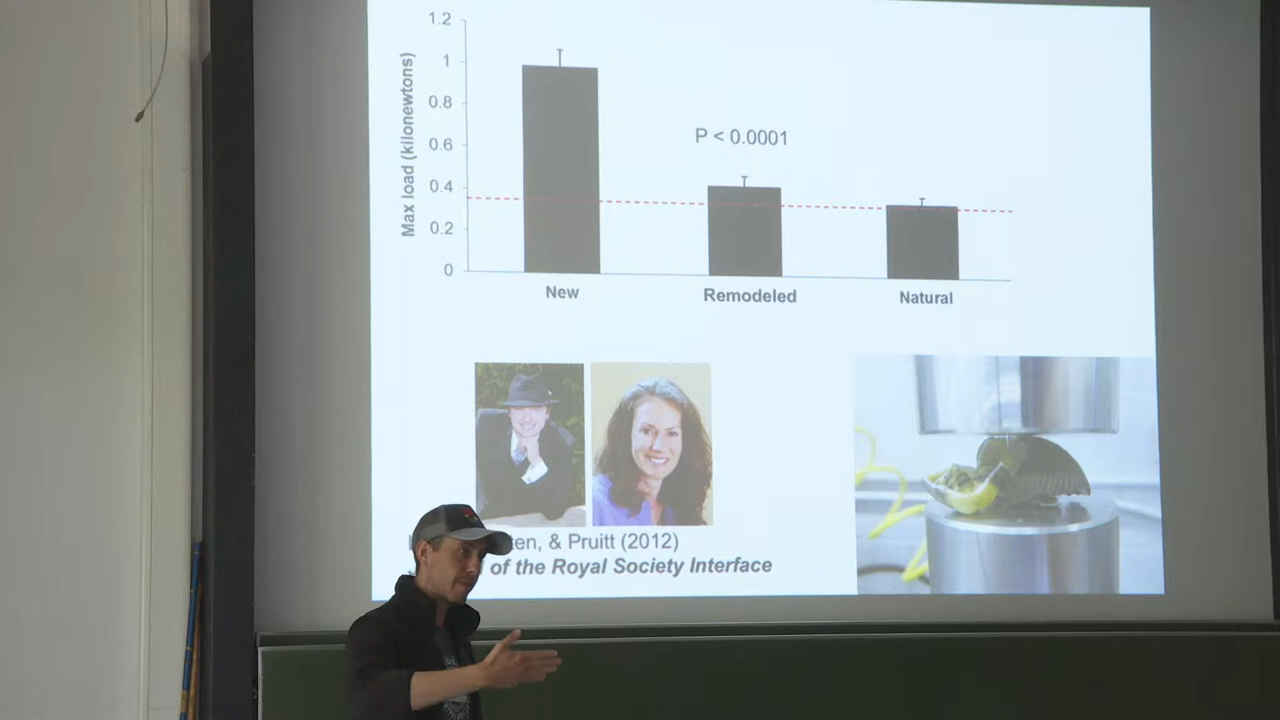 1.2
1
0.8
0.6
0.4
0.2
0
Max load (kilonewtons)
P < 0.0001
New
Remodeled
Natural
& Pruitt (2012)
of the Royal Society Interface